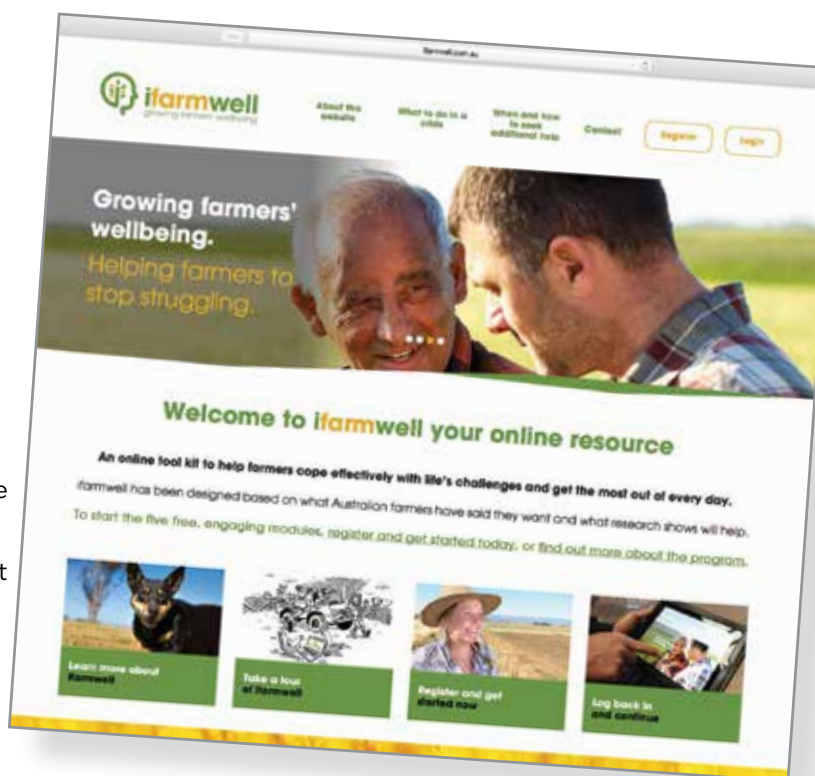 ifarmwell.com.au
ifarmwell
growing farmers wellbeing
About this
website
What to do in a
crisis
When and how
to seek
additional help
Contact
Register
Login
Growing farmers'
wellbeing.
Helping farmers to
stop struggling.
Welcome to ifarmwell your online resource
An online tool kit to help farmers cope effectively with life's challenges and get the most out of every day.
ifarmwell has been designed based on what Australian farmers have said they want and what research shows will help.
To start the five free, engaging modules, register and get started today, or find out more about the program.
Learn more about
ifarmwell
Take a tour
of ifarmwell
Register and get
started now
Log back in
and continue
e
t